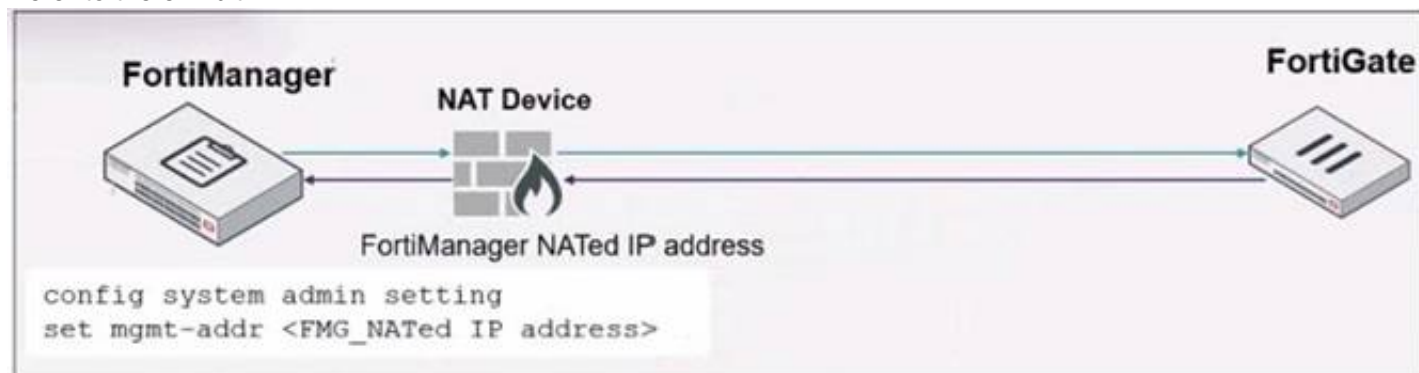 FortiManager
NAT Device
FortiGate
FortiManager NATed IP address
config system admin setting
set mgmt-addr <FMG_NATed IP address>